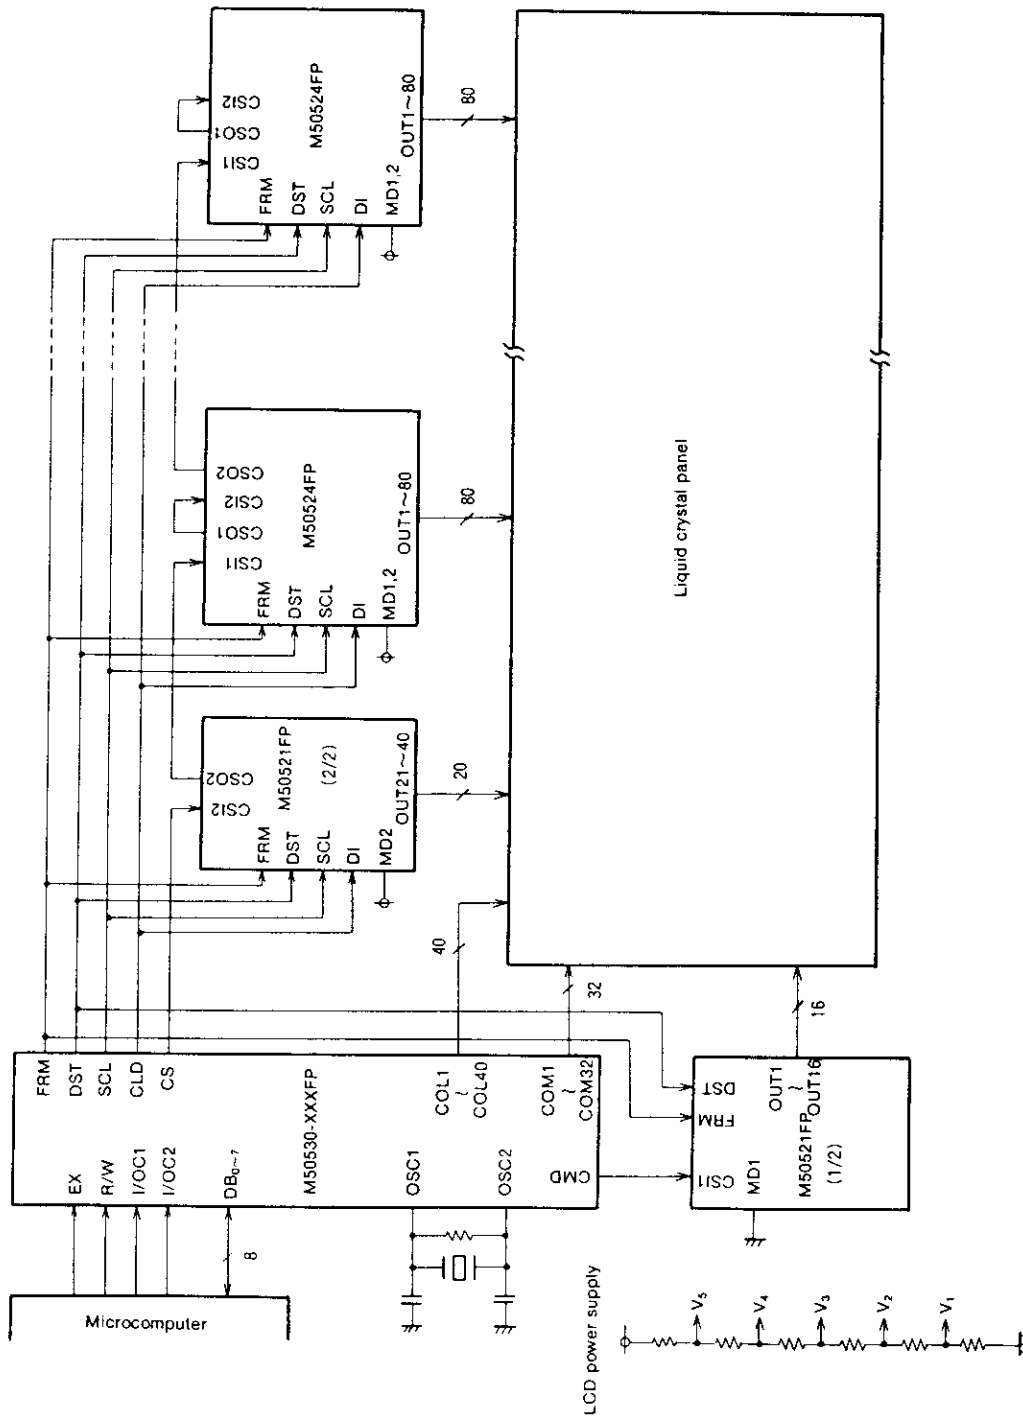 Microcomputer
EX
R/W
I/OC1
I/OC2
DB0~7
8
M50530-XXXFP
OSC1
OSC2
FRM
DST
SCL
CLD
CS
COL1
~
COL40
COM1
~
COM32
CMD
40
32
CSI2
CSO2
M50521FP
(2/2)
FRM
DST
SCL
DI
MD2
OUT21~40
20
CSI1
CSO1
CSI2
CSO2
M50524FP
FRM
DST
SCL
DI
MD1,2
OUT1~80
80
CSI1
CSO1
CSI2
M50524FP
FRM
DST
SCL
DI
MD1,2
OUT1~80
80
Liquid crystal panel
CSI1
FRM
DST
MD1
M50521FP
(1/2)
OUT1
~
OUT16
16
LCD power supply
V5
V4
V3
V2
V1